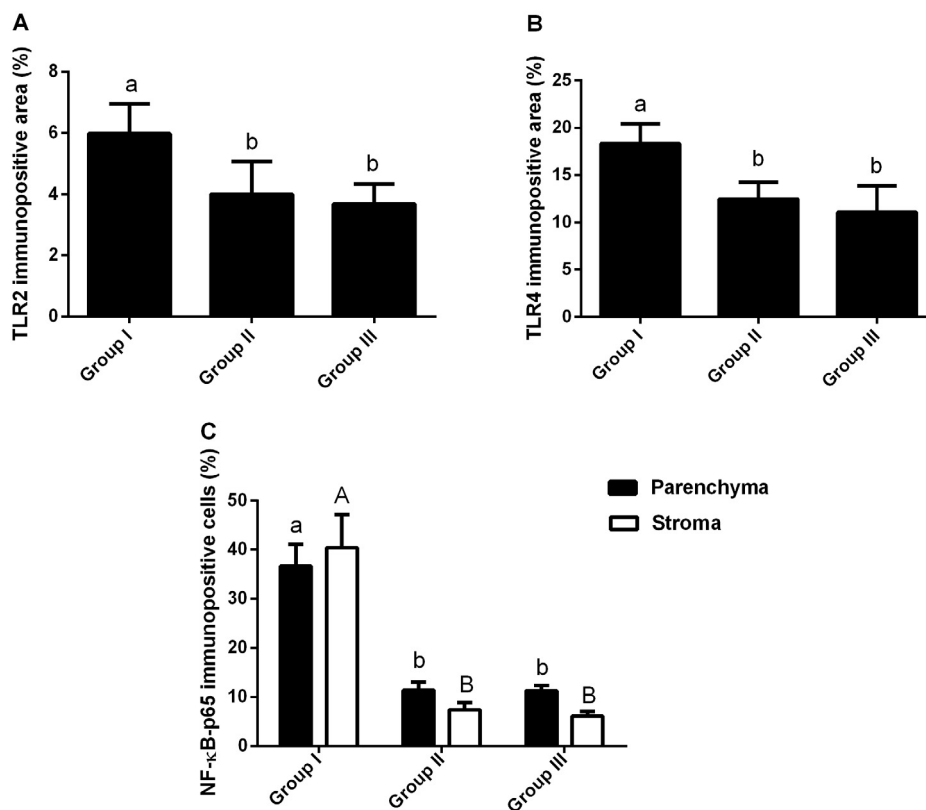 A
TLR2 immunopositive area (%)
8
6
4
2
0
a
b
b
Group I
Group II
Group III
B
TLR4 immunopositive area (%)
25
20
15
10
5
0
a
b
b
Group I
Group II
Group III
C
NF-κB-p65 immunopositive cells (%)
50
40
30
20
10
0
a
A
b
B
b
B
Group I
Group II
Group III
Parenchyma
Stroma